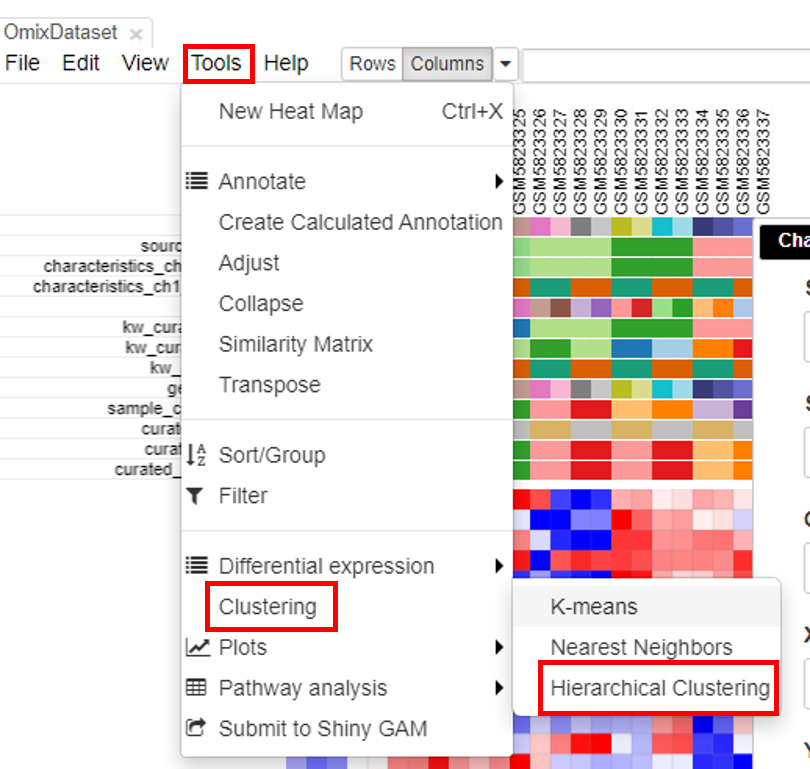 OmixDataset ×
File Edit View Tools Help Rows Columns
New Heat Map Ctrl+X
Annotate
Create Calculated Annotation
Adjust
Collapse
Similarity Matrix
Transpose
Sort/Group
Filter
Differential expression
Clustering
Plots
Pathway analysis
Submit to Shiny GAM
K-means
Nearest Neighbors
Hierarchical Clustering
GSM5823325
GSM5823326
GSM5823327
GSM5823328
GSM5823329
GSM5823330
GSM5823331
GSM5823332
GSM5823333
GSM5823334
GSM5823335
GSM5823336
GSM5823337
Cha
sourc
characteristics_ch
characteristics_ch1
kw_cura
kw_cur
kw_
ge
sample_c
curat
curat
curated_